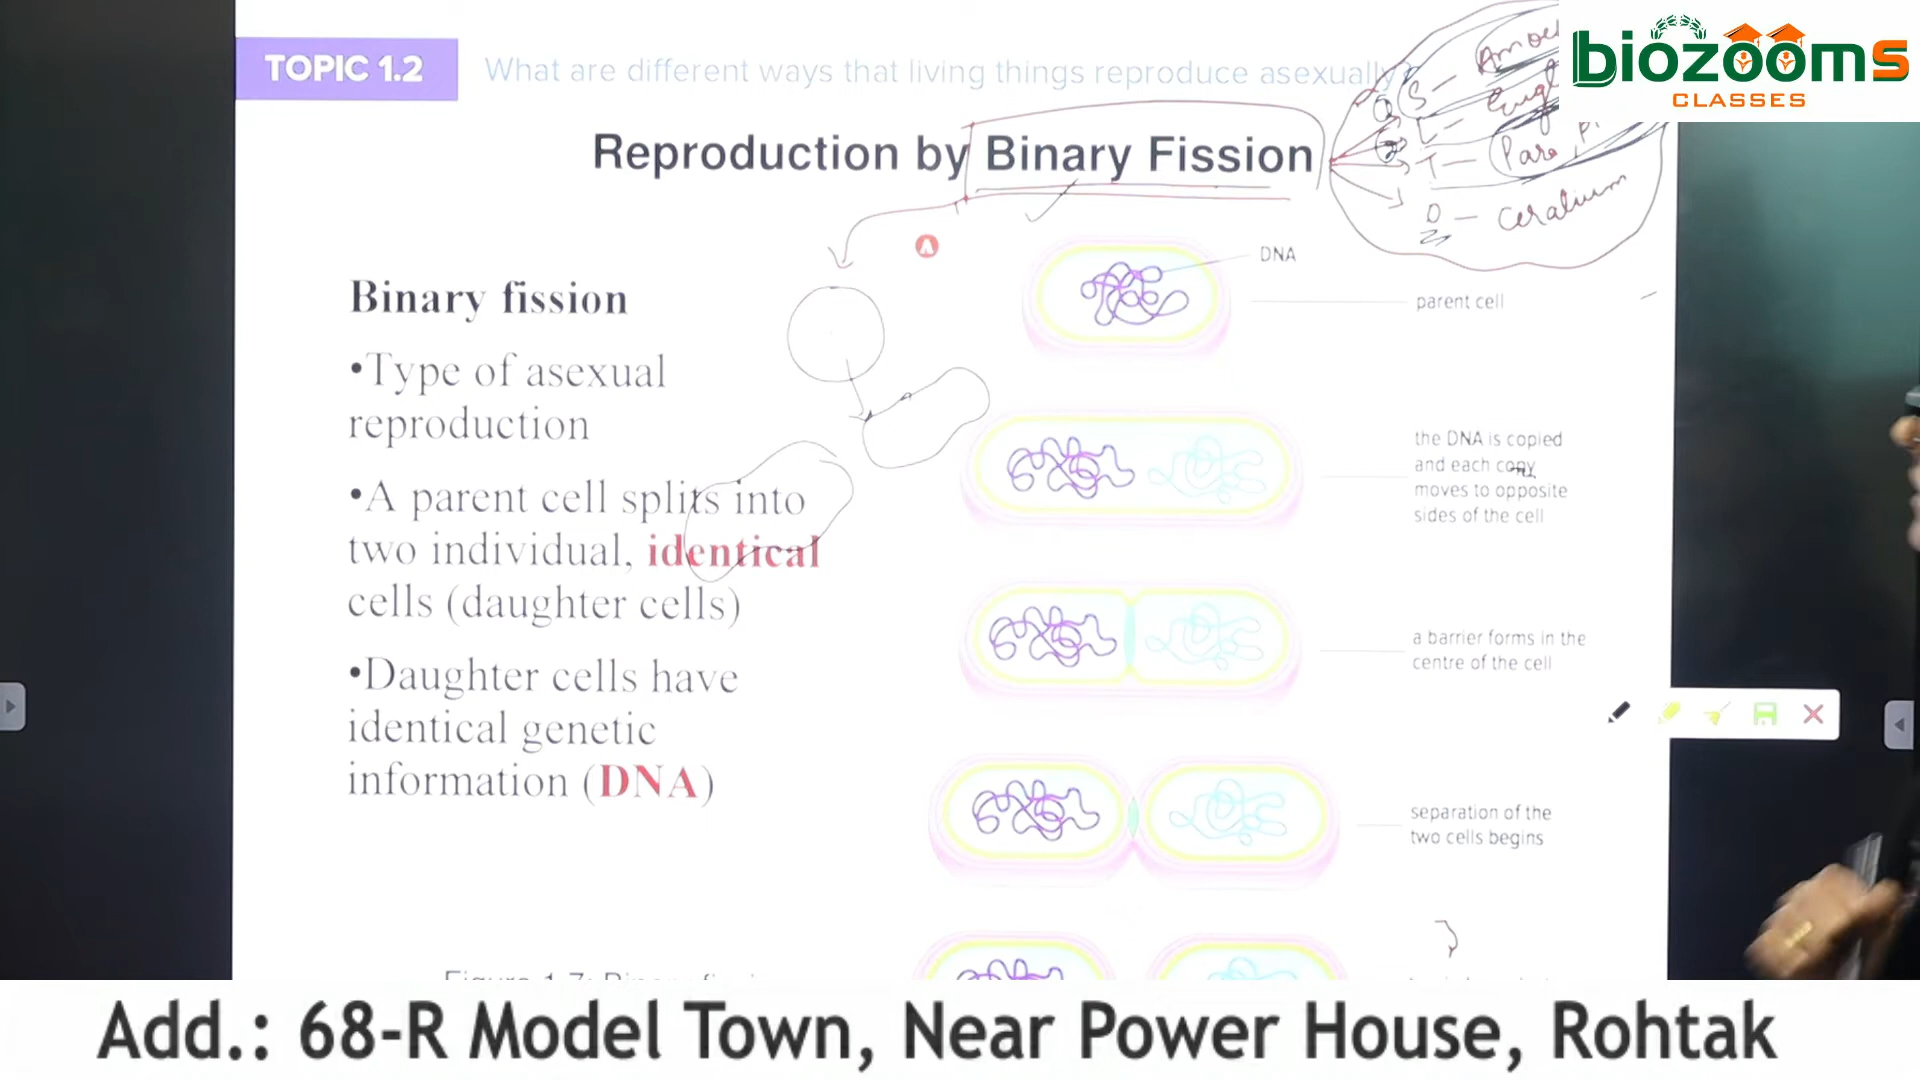 TOPIC 1.2
What are different ways that living things reproduce asexually?
biozooms
CLASSES
Reproduction by Binary Fission
S –
L –
T – Para
D – Ceratium
DNA
parent cell
Binary fission
•Type of asexual
reproduction
•A parent cell splits into
two individual, identical
cells (daughter cells)
•Daughter cells have
identical genetic
information (DNA)
the DNA is copied
and each copy
moves to opposite
sides of the cell
a barrier forms in the
centre of the cell
separation of the
two cells begins
Add.: 68-R Model Town, Near Power House, Rohtak